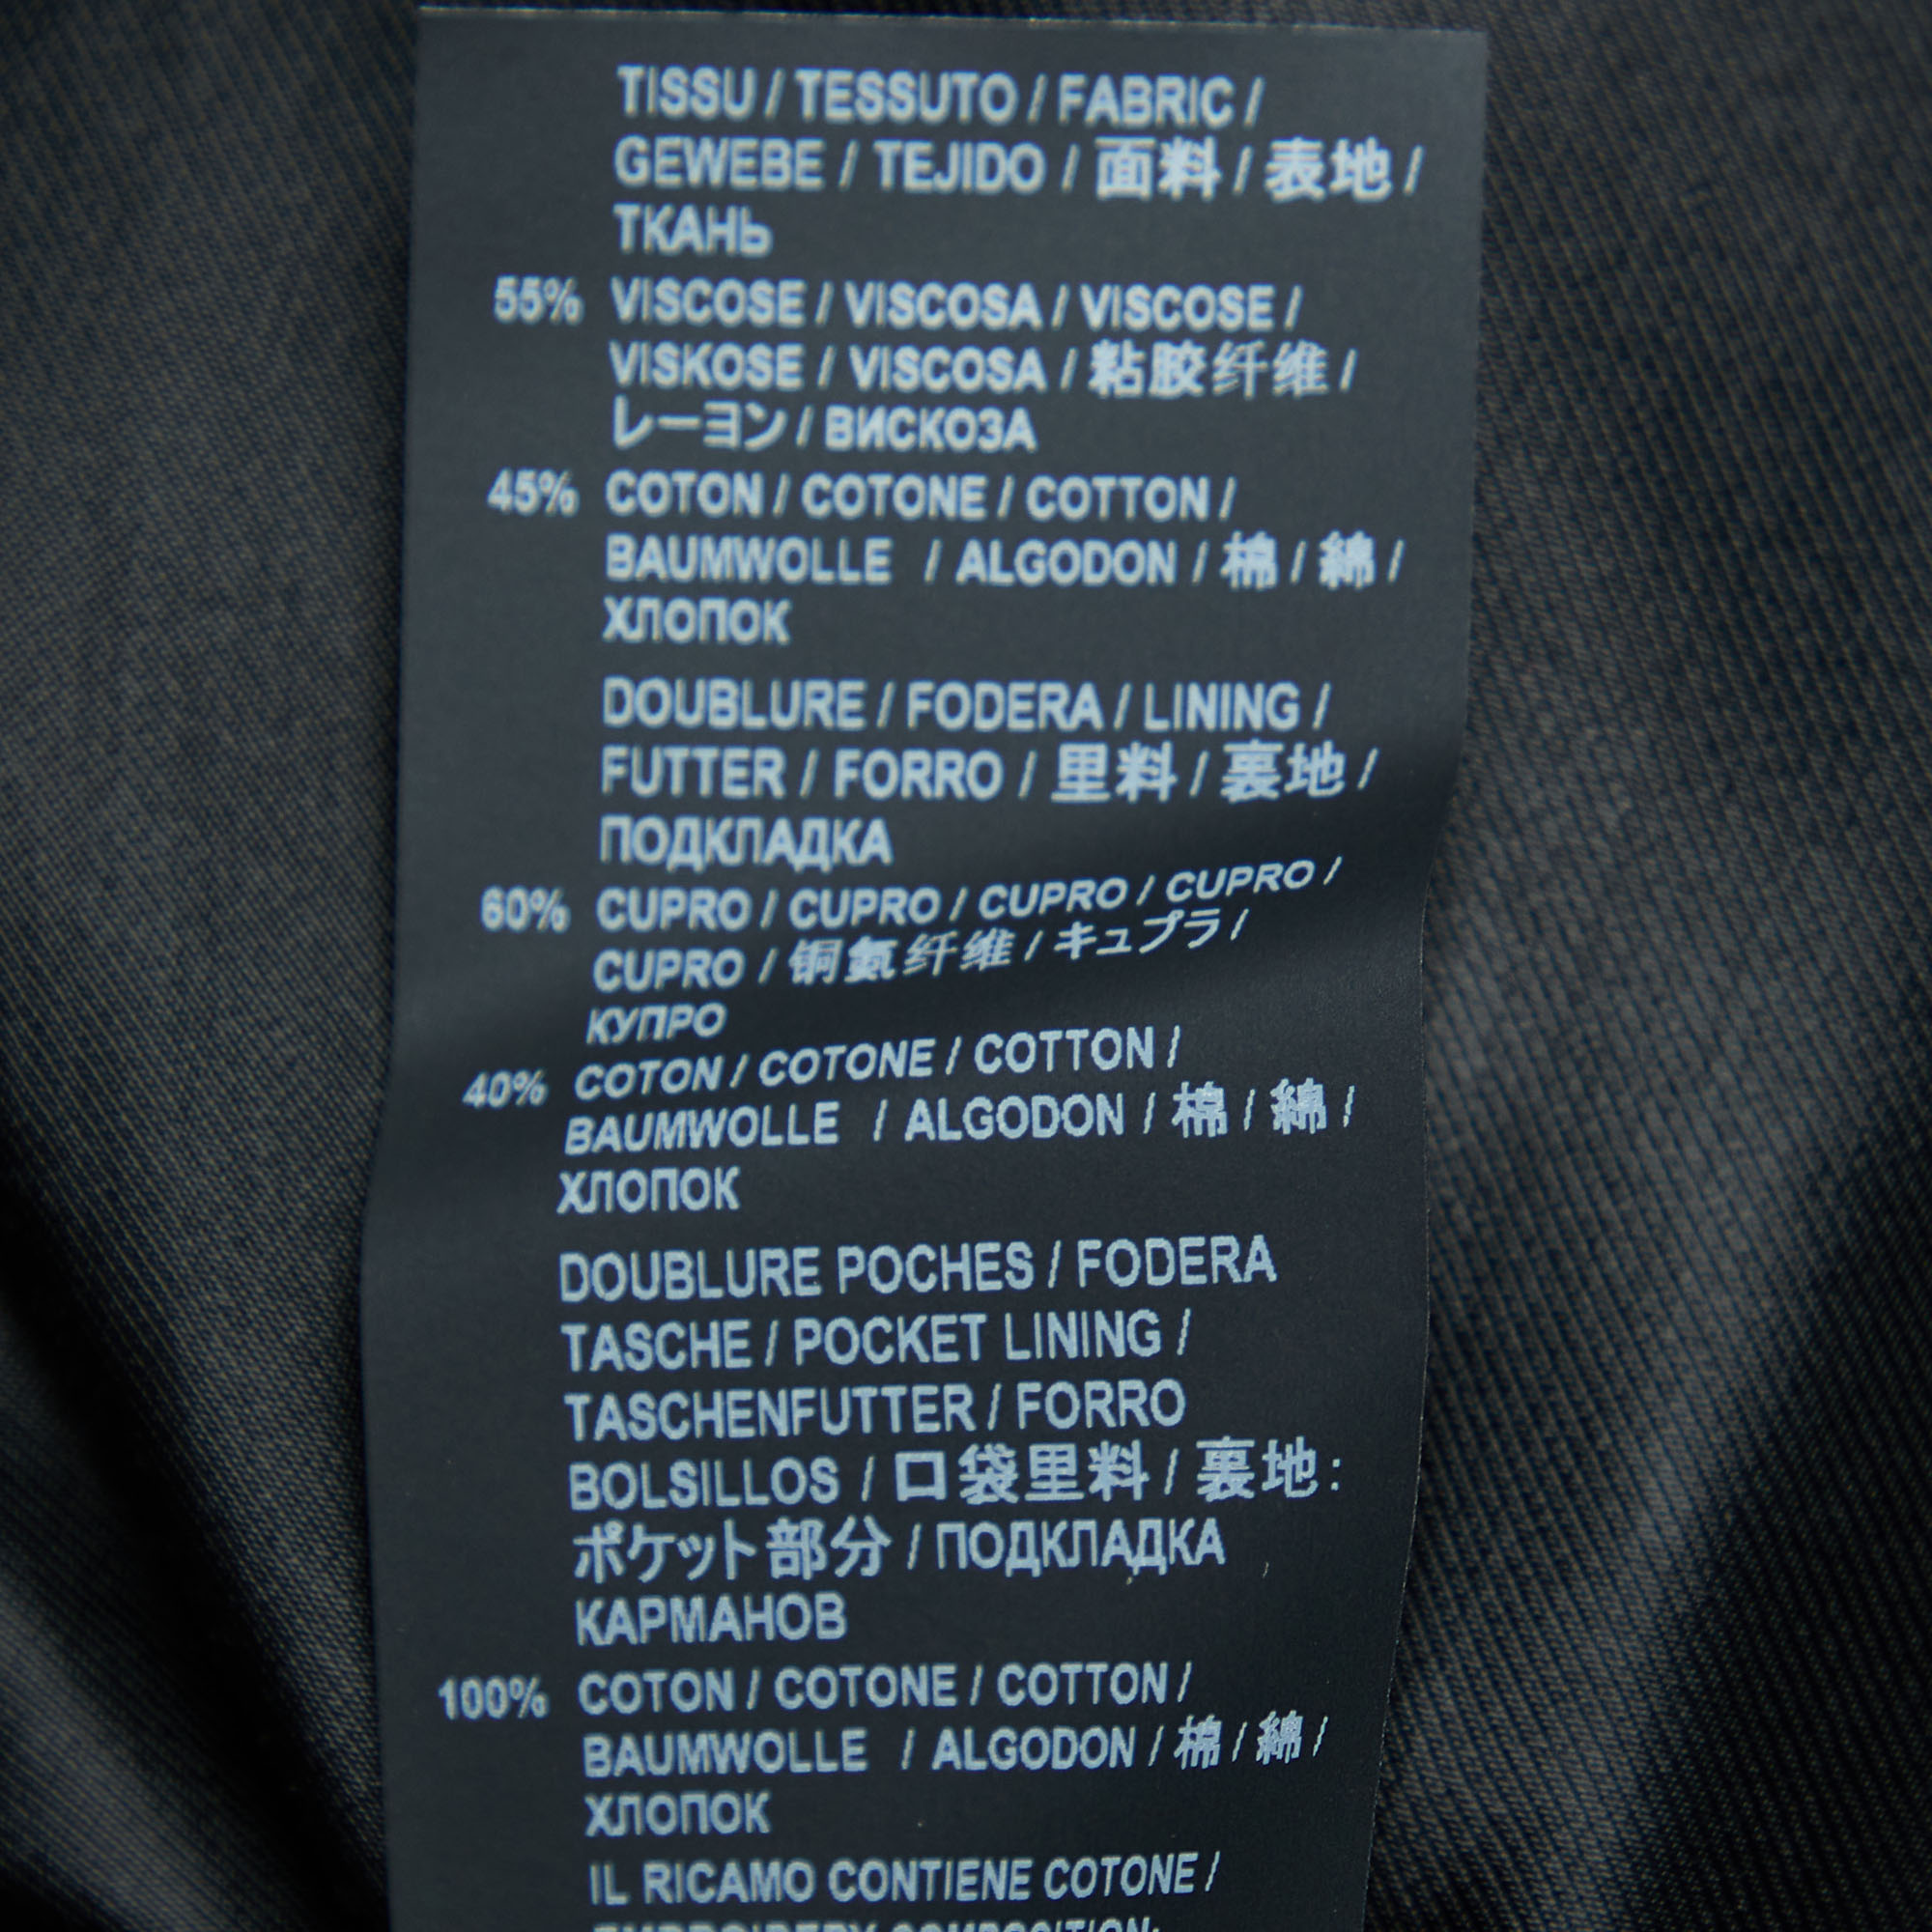 TISSU / TESSUTO / FABRIC /
GEWEBE / TEJIDO / 面料 / 表地 /
ТКАНЬ
55% VISCOSE / VISCOSA / VISCOSE /
VISKOSE / VISCOSA / 粘胶纤维 /
レーヨン / ВИСКОЗА
45% COTON / COTONE / COTTON /
BAUMWOLLE / ALGODON / 棉 / 綿 /
ХЛОПОК
DOUBLURE / FODERA / LINING /
FUTTER / FORRO / 里料 / 裏地 /
ПОДКЛАДКА
60% CUPRO / CUPRO / CUPRO / CUPRO /
CUPRO / 铜氨纤维 / キュプラ /
КУПРО
40% COTON / COTONE / COTTON /
BAUMWOLLE / ALGODON / 棉 / 綿 /
ХЛОПОК
DOUBLURE POCHES / FODERA
TASCHE / POCKET LINING /
TASCHENFUTTER / FORRO
BOLSILLOS / 口袋里料 / 裏地:
ポケット部分 / ПОДКЛАДКА
КАРМАНОВ
100% COTON / COTONE / COTTON /
BAUMWOLLE / ALGODON / 棉 / 綿 /
ХЛОПОК
IL RICAMO CONTIENE COTONE /
EMBROIDERY COMPOSITION: